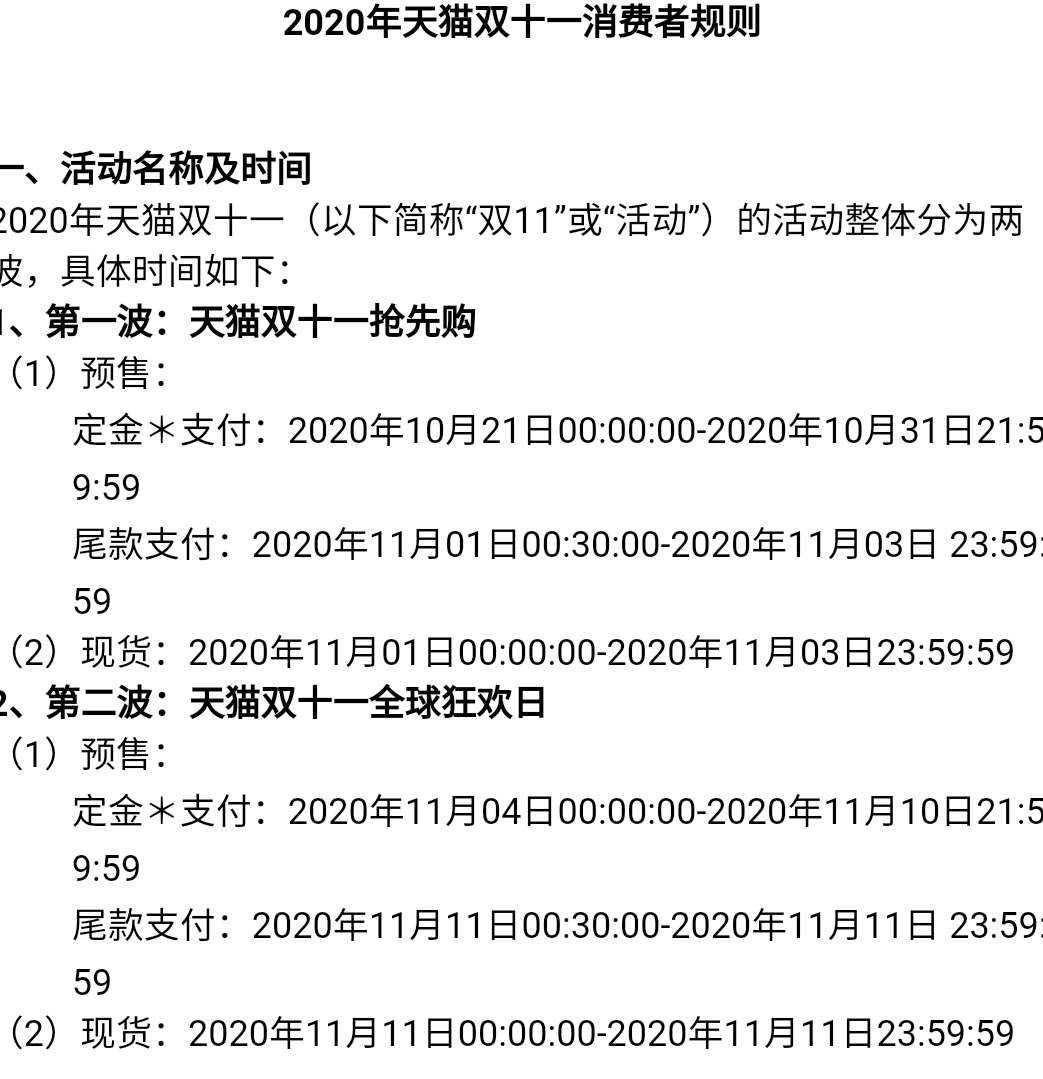 2020年天猫双十一消费者规则
一、活动名称及时间
2020年天猫双十一（以下简称“双11”或“活动”）的活动整体分为两
波，具体时间如下：
1、第一波：天猫双十一抢先购
（1）预售：
定金＊支付：2020年10月21日00:00:00-2020年10月31日21:5
9:59
尾款支付：2020年11月01日00:30:00-2020年11月03日 23:59:
59
（2）现货：2020年11月01日00:00:00-2020年11月03日23:59:59
2、第二波：天猫双十一全球狂欢日
（1）预售：
定金＊支付：2020年11月04日00:00:00-2020年11月10日21:5
9:59
尾款支付：2020年11月11日00:30:00-2020年11月11日 23:59:
59
（2）现货：2020年11月11日00:00:00-2020年11月11日23:59:59